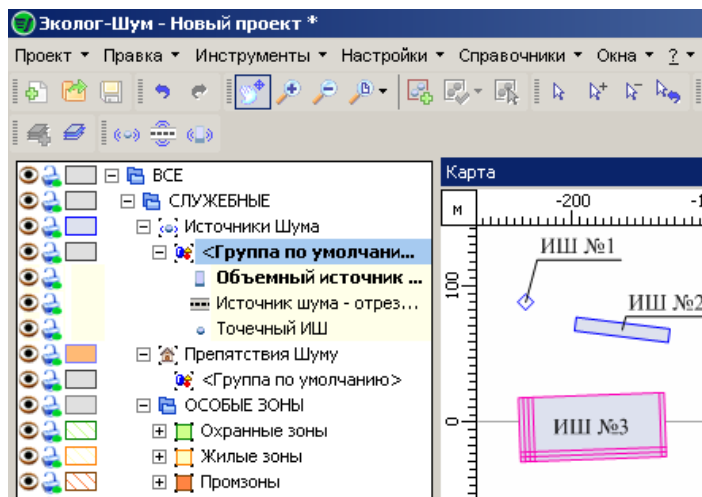 Эколог-Шум - Новый проект *
Проект Правка Инструменты Настройки Справочники Окна ?
ВСЕ
СЛУЖЕБНЫЕ
Источники Шума
<Группа по умолчани...
Объемный источник ...
Источник шума - отрез...
Точечный ИШ
Препятствия Шуму
<Группа по умолчанию>
ОСОБЫЕ ЗОНЫ
Охранные зоны
Жилые зоны
Промзоны
Карта
м
-200
-1
100
0
ИШ №1
ИШ №2
ИШ №3